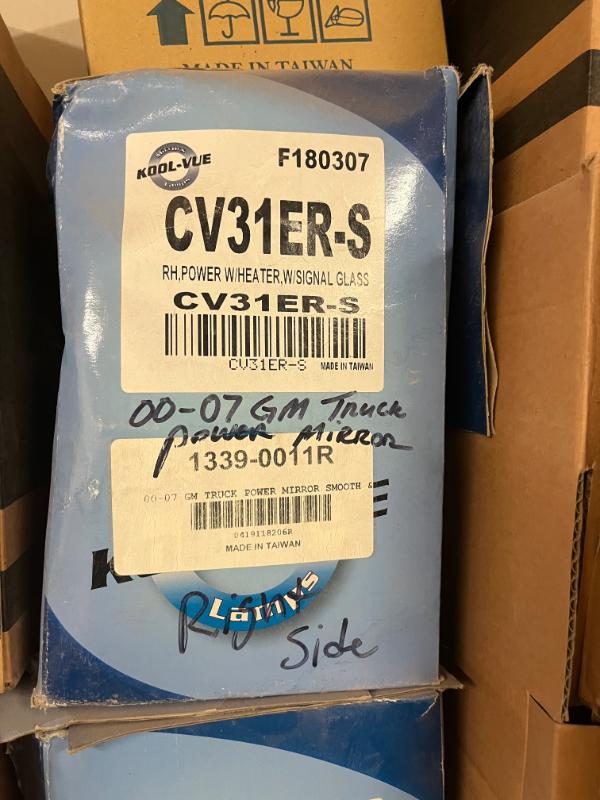 MADE IN TAIWAN
KOOL-VUE
F180307
CV31ER-S
RH,POWER W/HEATER,W/SIGNAL GLASS
CV31ER-S
CV31ER-S MADE IN TAIWAN
00-07 GM Truck
Power Mirror
1339-0011R
00-07 GM TRUCK POWER MIRROR SMOOTH &
0419118206R
MADE IN TAIWAN
Lamps
Right
Side